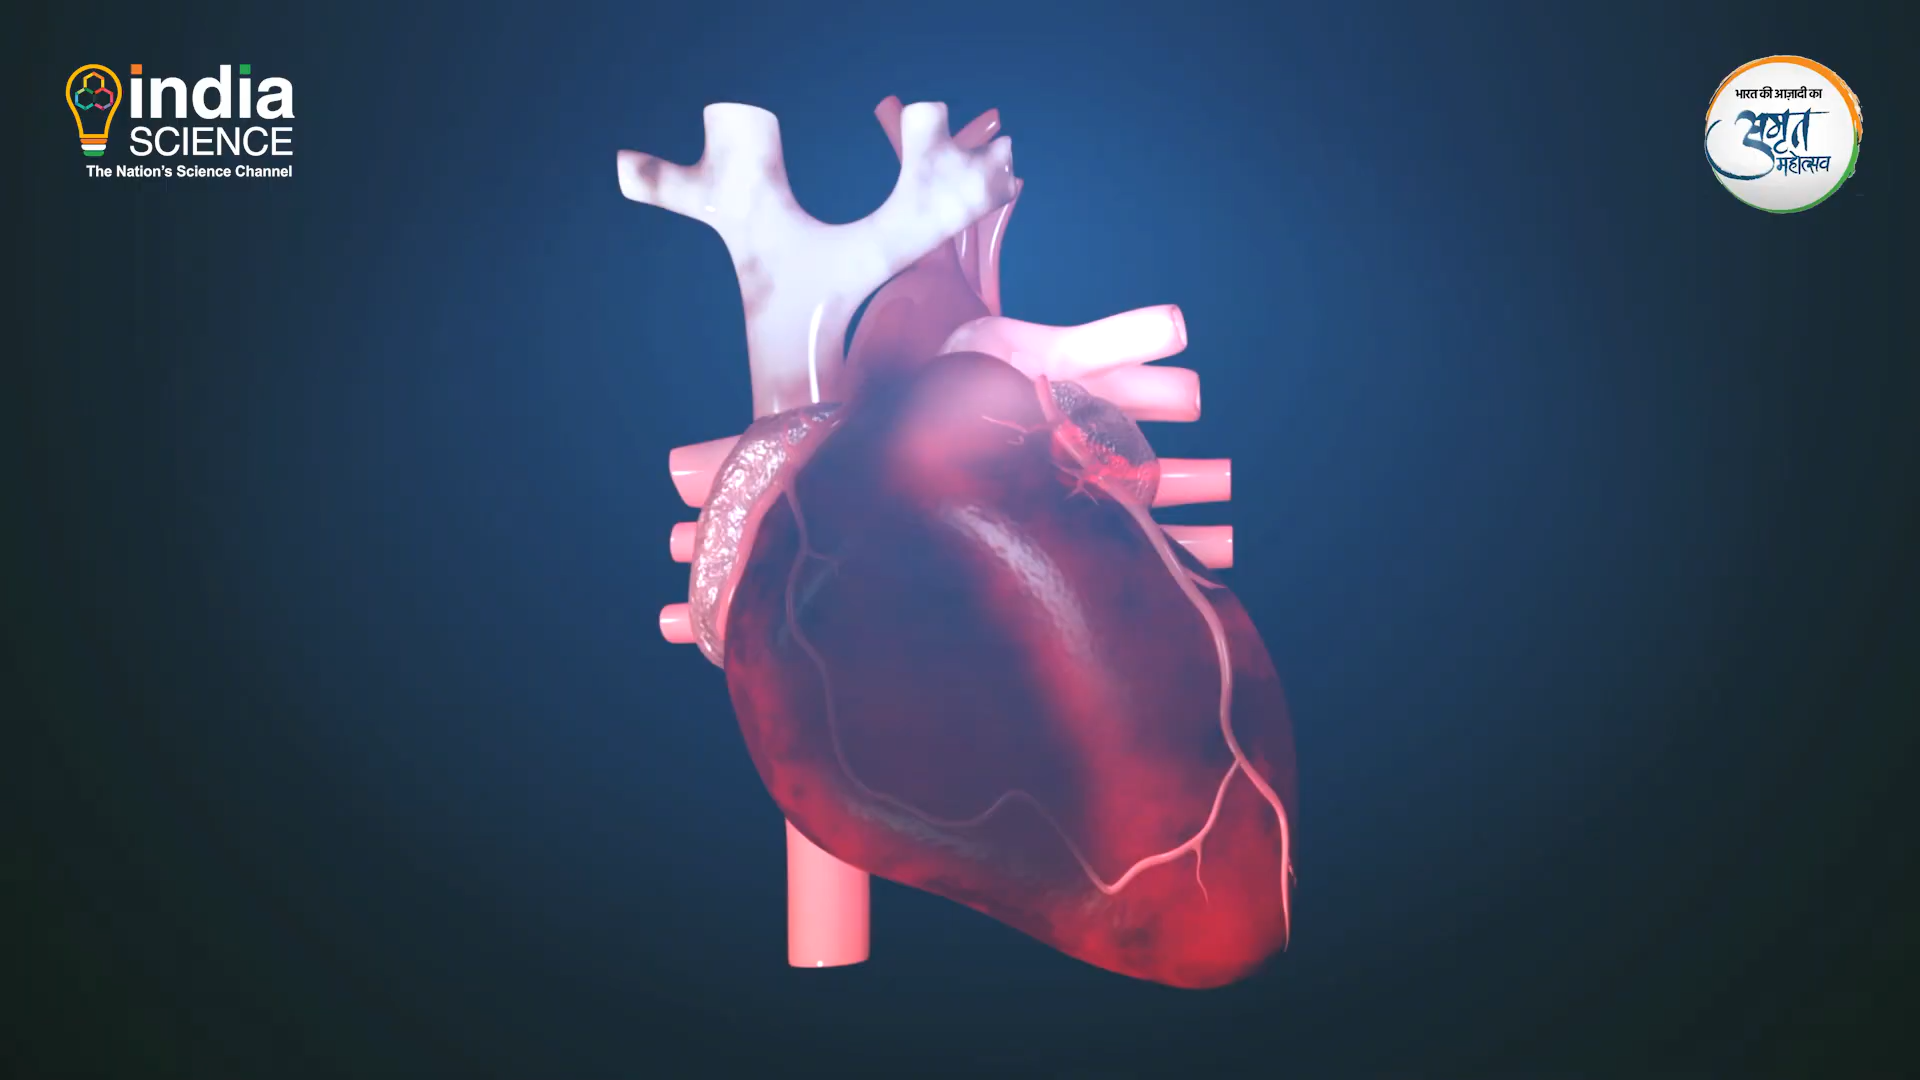 india
SCIENCE
The Nation's Science Channel
भारत की आज़ादी का
अमृत
महोत्सव